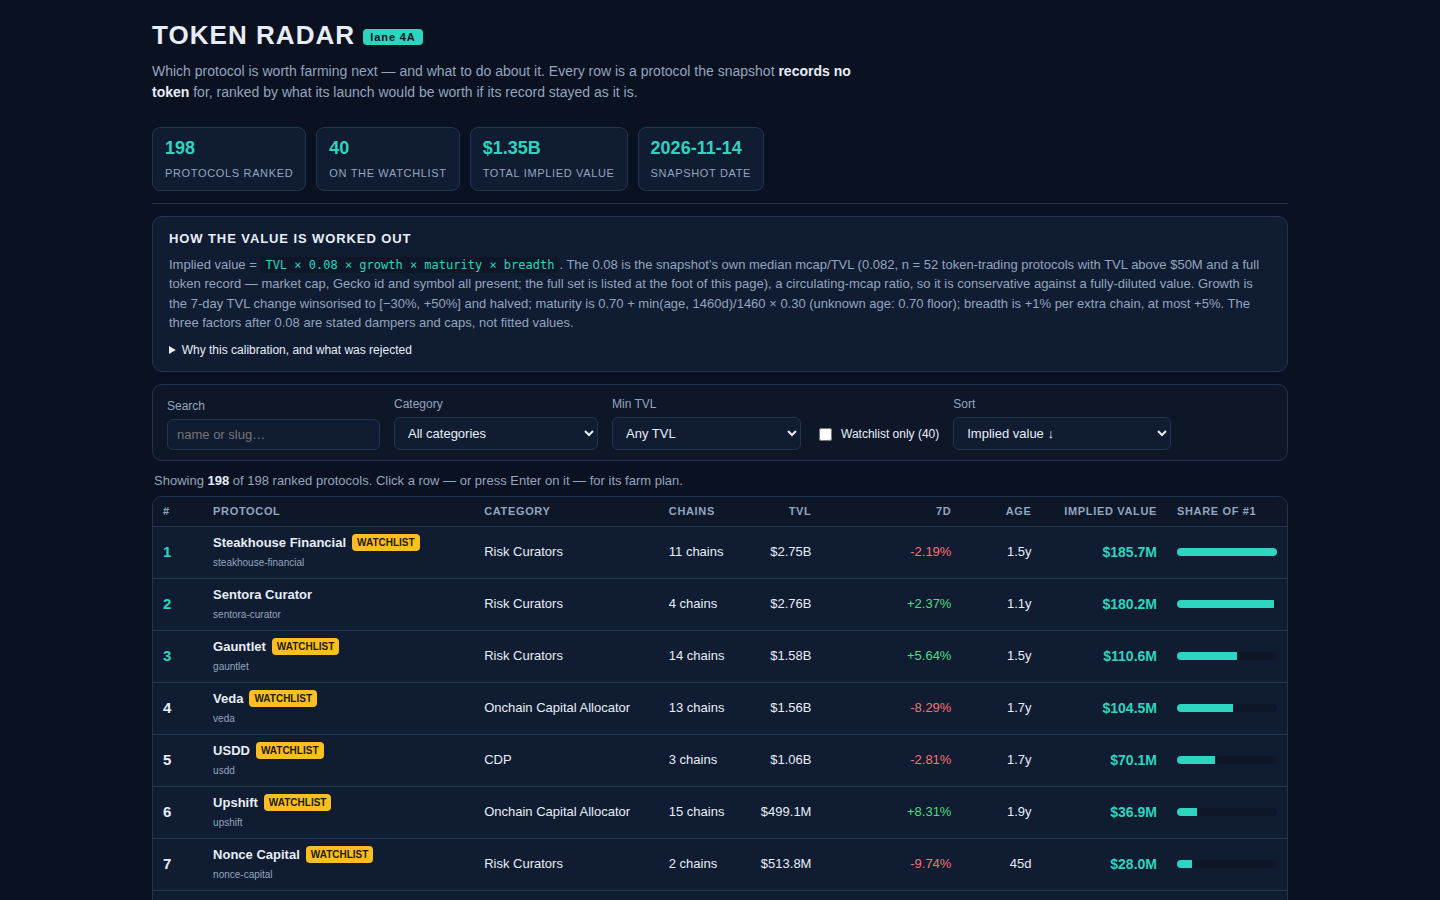 TOKEN RADAR lane 4A
Which protocol is worth farming next — and what to do about it. Every row is a protocol the snapshot records no
token for, ranked by what its launch would be worth if its record stayed as it is.
198
PROTOCOLS RANKED
40
ON THE WATCHLIST
$1.35B
TOTAL IMPLIED VALUE
2026-11-14
SNAPSHOT DATE
HOW THE VALUE IS WORKED OUT
Implied value = TVL × 0.08 × growth × maturity × breadth . The 0.08 is the snapshot's own median mcap/TVL (0.082, n = 52 token-trading protocols with TVL above $50M and a full
token record — market cap, Gecko id and symbol all present; the full set is listed at the foot of this page), a circulating-mcap ratio, so it is conservative against a fully-diluted value. Growth is
the 7-day TVL change winsorised to [−30%, +50%] and halved; maturity is 0.70 + min(age, 1460d)/1460 × 0.30 (unknown age: 0.70 floor); breadth is +1% per extra chain, at most +5%. The
three factors after 0.08 are stated dampers and caps, not fitted values.
▶ Why this calibration, and what was rejected
Search
name or slug…
Category
All categories
Min TVL
Any TVL
Watchlist only (40)
Sort
Implied value ↓
Showing 198 of 198 ranked protocols. Click a row — or press Enter on it — for its farm plan.
# PROTOCOL CATEGORY CHAINS TVL 7D AGE IMPLIED VALUE SHARE OF #1
1 Steakhouse Financial WATCHLIST Risk Curators 11 chains $2.75B -2.19% 1.5y $185.7M
steakhouse-financial
2 Sentora Curator Risk Curators 4 chains $2.76B +2.37% 1.1y $180.2M
sentora-curator
3 Gauntlet WATCHLIST Risk Curators 14 chains $1.58B +5.64% 1.5y $110.6M
gauntlet
4 Veda WATCHLIST Onchain Capital Allocator 13 chains $1.56B -8.29% 1.7y $104.5M
veda
5 USDD WATCHLIST CDP 3 chains $1.06B -2.81% 1.7y $70.1M
usdd
6 Upshift WATCHLIST Onchain Capital Allocator 15 chains $499.1M +8.31% 1.9y $36.9M
upshift
7 Nonce Capital WATCHLIST Risk Curators 2 chains $513.8M -9.74% 45d $28.0M
nonce-capital